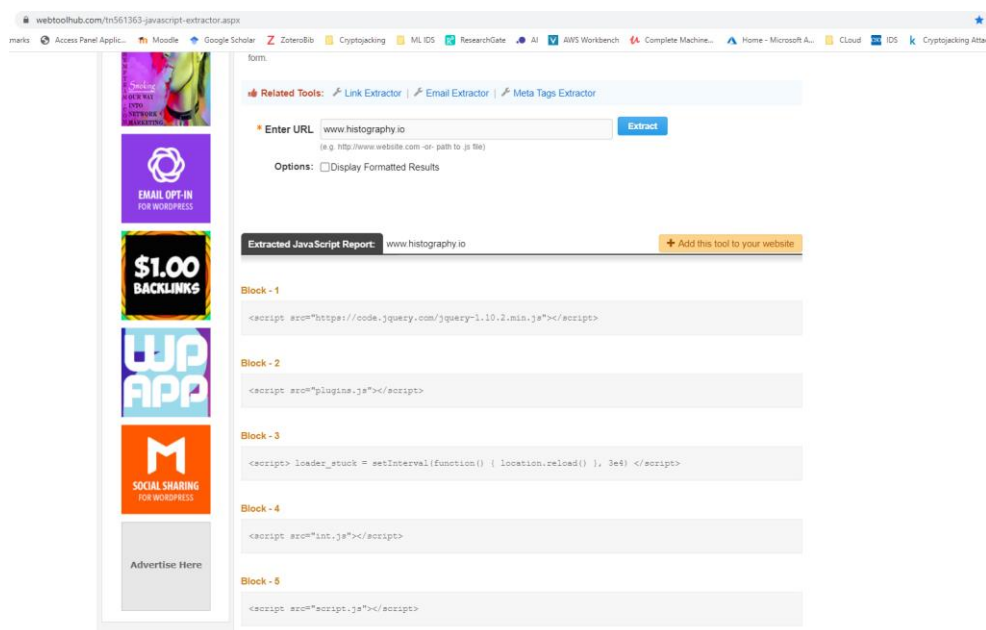 webtoolhub.com/tn561363-javascript-extractor.aspx
marks Access Panel Applic... Moodle Google Scholar ZoteroBib Cryptojacking ML IDS ResearchGate AI AWS Workbench Complete Machine... Home - Microsoft A... CLoud IDS Cryptojacking Atta
form.
Smoking
OUR WAY
INTO
NETWORK
MARKETING
Related Tools: Link Extractor | Email Extractor | Meta Tags Extractor
* Enter URL www.histography.io Extract
(e.g. http://www.website.com -or- path to .js file)
Options: Display Formatted Results
EMAIL OPT-IN
FOR WORDPRESS
Extracted JavaScript Report: www.histography.io + Add this tool to your website
$1.00
BACKLINKS
Block - 1
<script src="https://code.jquery.com/jquery-1.10.2.min.js"></script>
WP
APP
Block - 2
<script src="plugins.js"></script>
Block - 3
<script> loader_stuck = setInterval(function() { location.reload() }, 3e4) </script>
SOCIAL SHARING
FOR WORDPRESS
Block - 4
<script src="int.js"></script>
Advertise Here
Block - 5
<script src="script.js"></script>